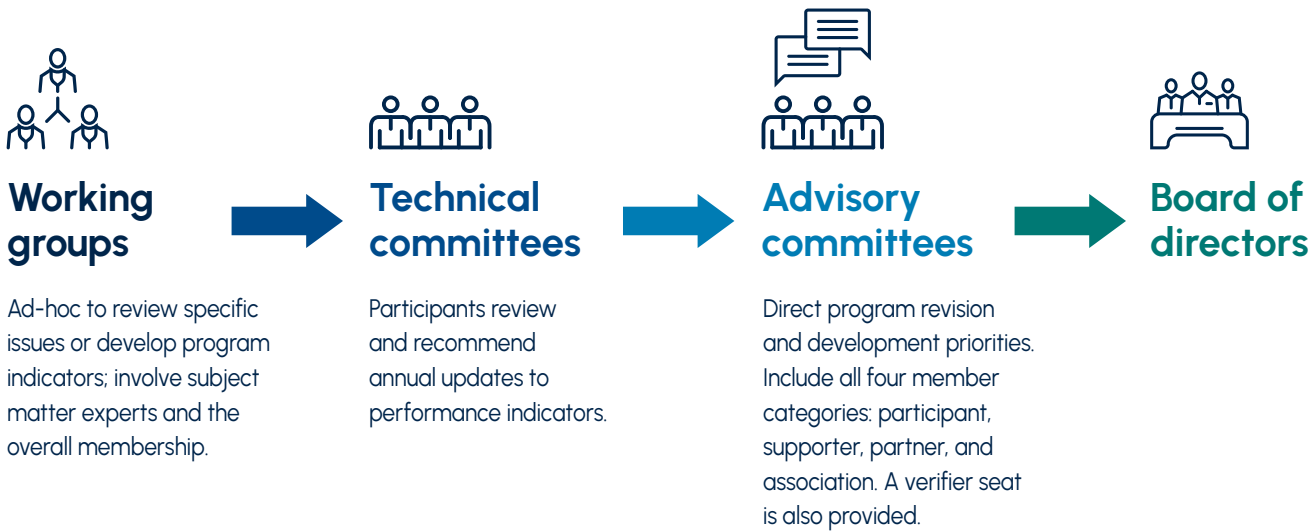 Working
groups
Ad-hoc to review specific
issues or develop program
indicators; involve subject
matter experts and the
overall membership.
Technical
committees
Participants review
and recommend
annual updates to
performance indicators.
Advisory
committees
Direct program revision
and development priorities.
Include all four member
categories: participant,
supporter, partner, and
association. A verifier seat
is also provided.
Board of
directors